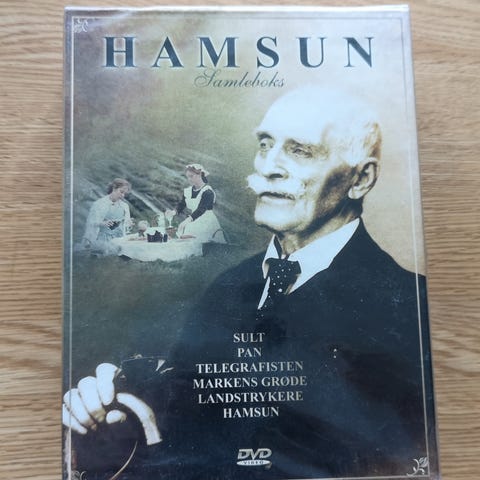 HAMSUN
Samleboks
SULT
PAN
TELEGRAFISTEN
MARKENS GRØDE
LANDSTRYKERE
HAMSUN
DVD
VIDEO